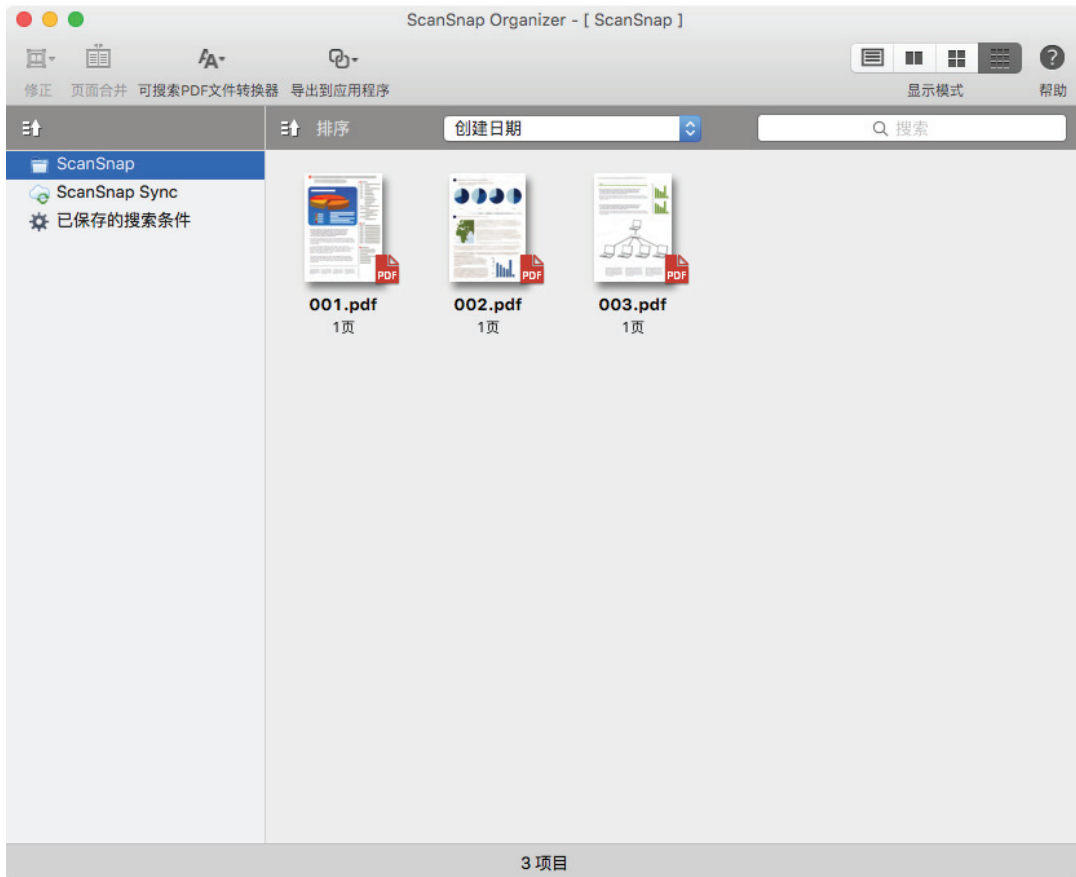 ScanSnap Organizer - [ ScanSnap ]
修正 页面合并 可搜索PDF文件转换器 导出到应用程序 显示模式 帮助
排序 创建日期 搜索
ScanSnap
ScanSnap Sync
已保存的搜索条件
PDF PDF PDF
001.pdf 002.pdf 003.pdf
1页 1页 1页
3 项目